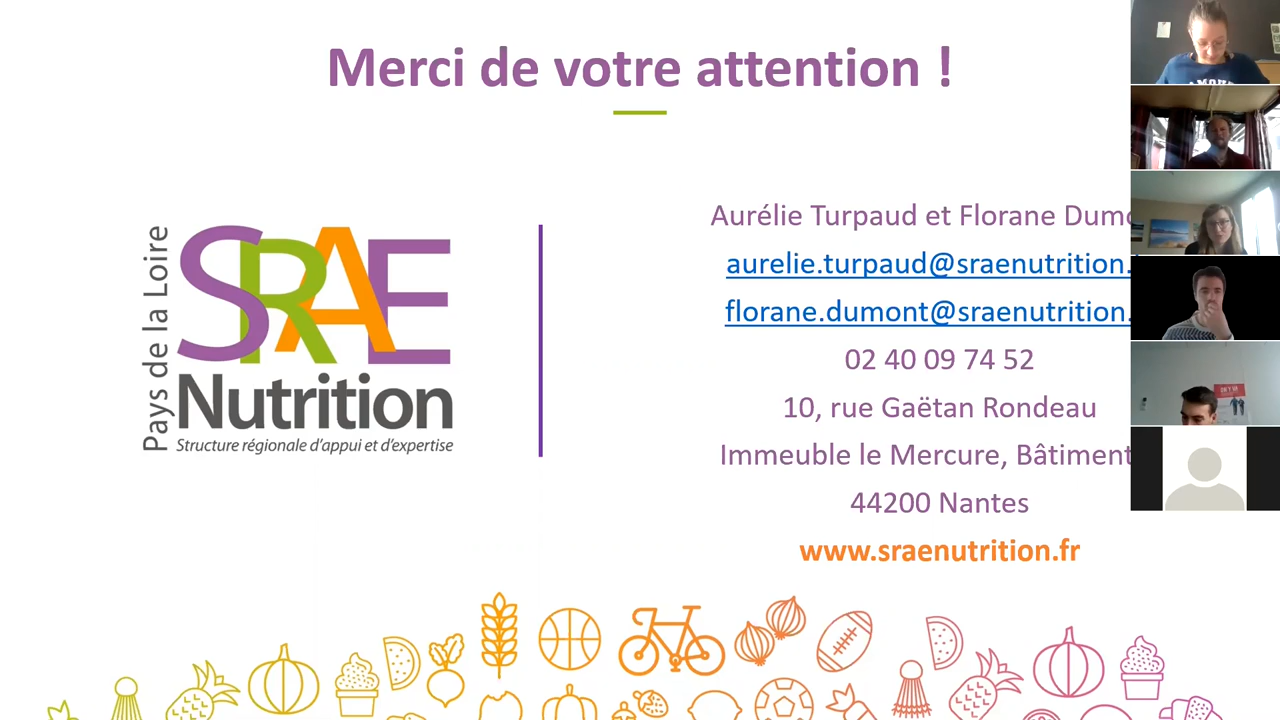 Merci de votre attention !
Pays de la Loire
SRAE
Nutrition
Structure régionale d'appui et d'expertise
Aurélie Turpaud et Florane
aurelie.turpaud@sraenutrition.
florane.dumont@sraenutrition.
02 40 09 74 52
10, rue Gaëtan Rondeau
Immeuble le Mercure, Bâtiment
44200 Nantes
www.sraenutrition.fr